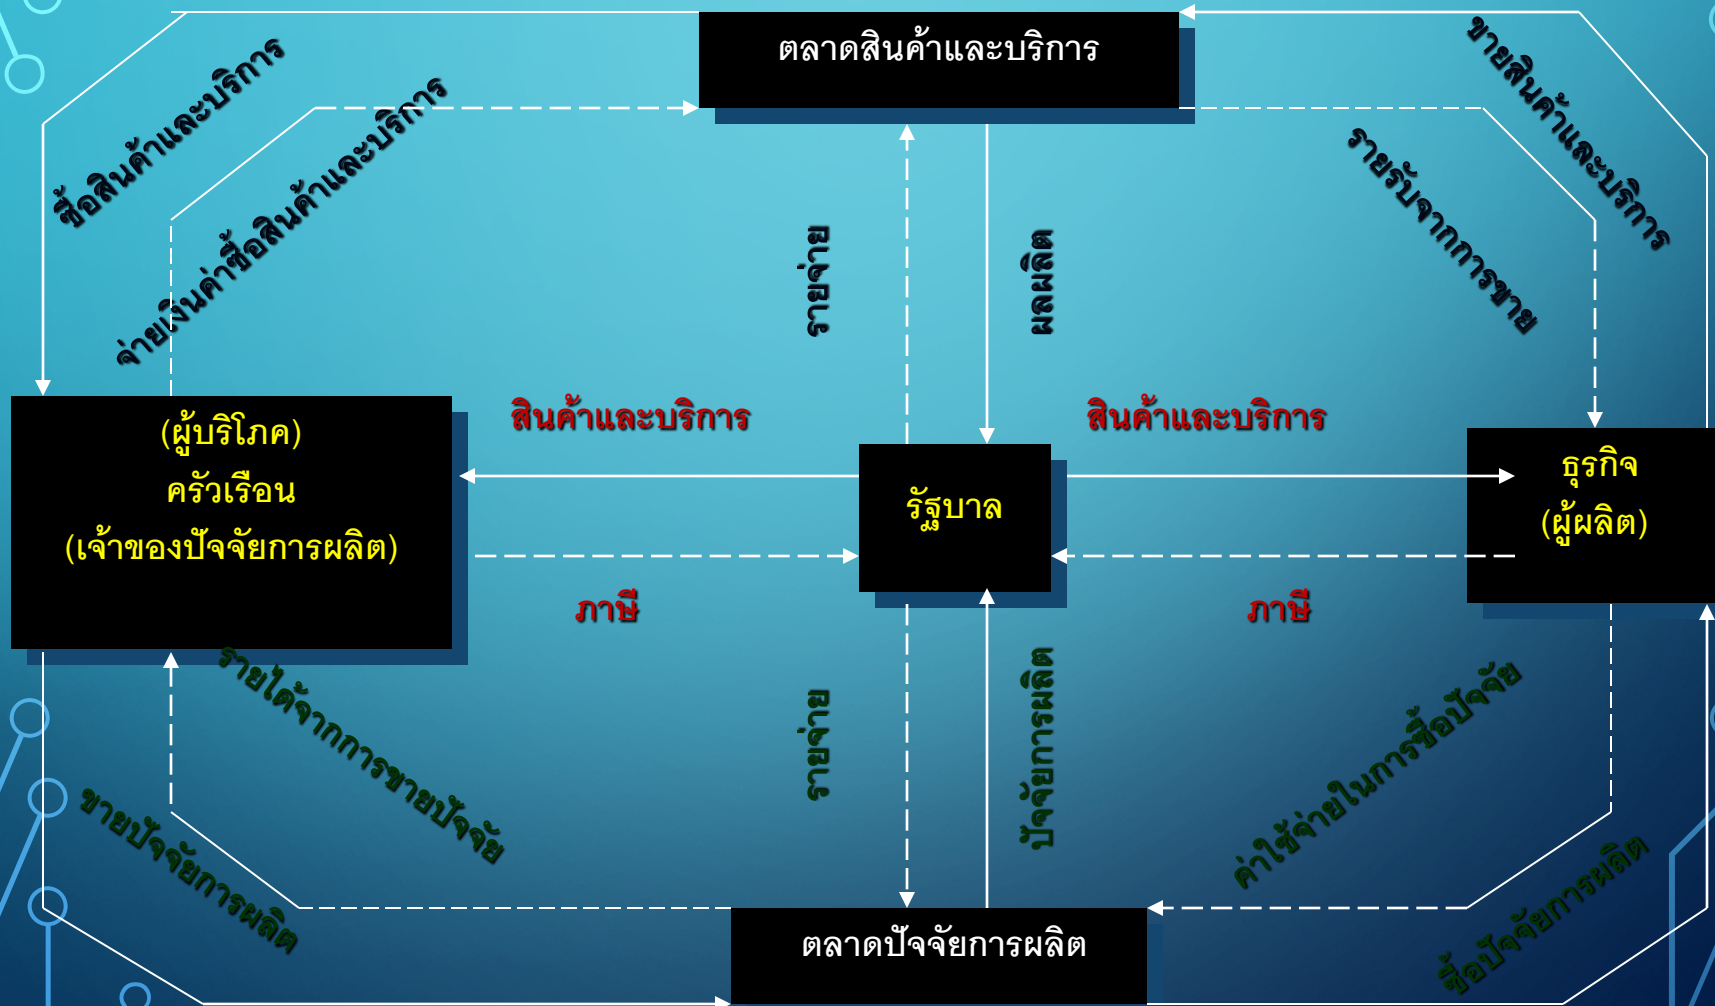 ตลาดสินค้าและบริการ
ซื้อสินค้าและบริการ
จ่ายเงินค่าซื้อสินค้าและบริการ
ขายสินค้าและบริการ
รายรับจากการขาย
รายจ่าย
ผลผลิต
(ผู้บริโภค)
ครัวเรือน
(เจ้าของปัจจัยการผลิต)
สินค้าและบริการ
สินค้าและบริการ
รัฐบาล
ธุรกิจ
(ผู้ผลิต)
ภาษี
ภาษี
รายได้จากการขายปัจจัย
ขายปัจจัยการผลิต
รายจ่าย
ปัจจัยการผลิต
ค่าใช้จ่ายในการซื้อปัจจัย
ซื้อปัจจัยการผลิต
ตลาดปัจจัยการผลิต